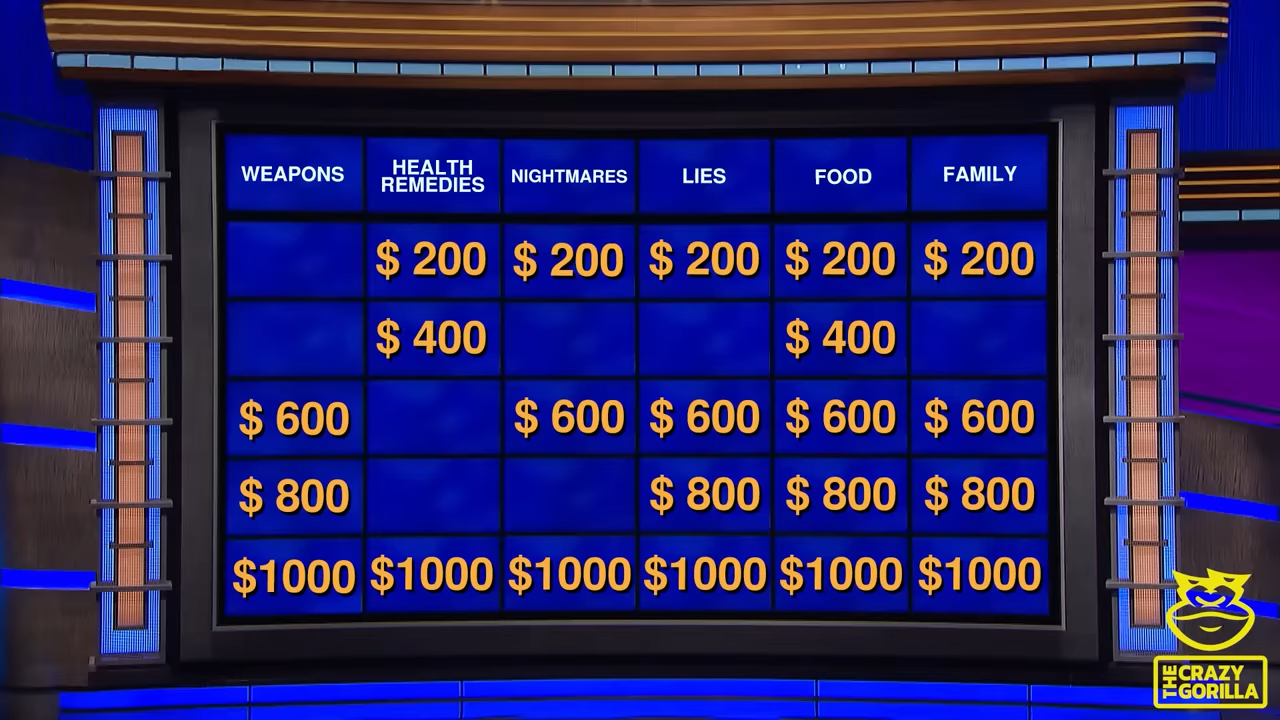 WEAPONS
HEALTH
REMEDIES
NIGHTMARES
LIES
FOOD
FAMILY
$ 200 $ 200 $ 200 $ 200 $ 200
$ 400 $ 400
$ 600 $ 600 $ 600 $ 600 $ 600
$ 800 $ 800 $ 800 $ 800
$1000 $1000 $1000 $1000 $1000 $1000
THE
CRAZY
GORILLA